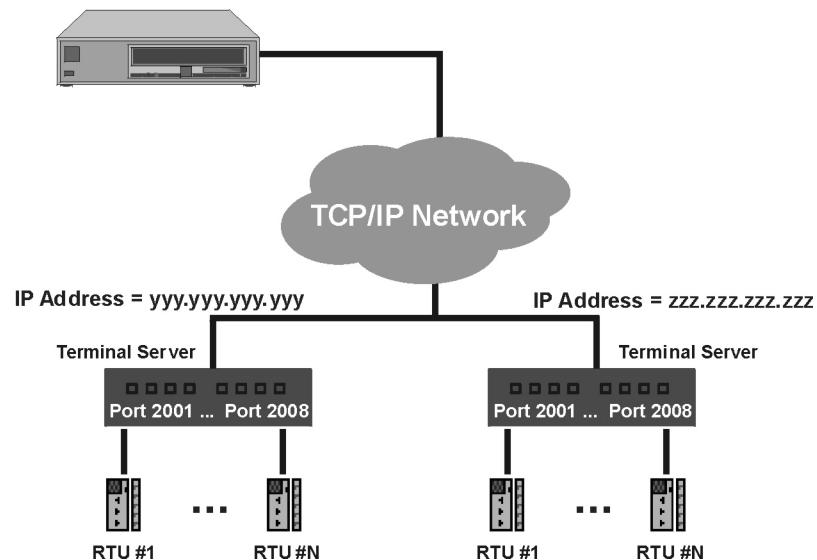 TCP/IP Network
IP Address = yyy.yyy.yyy.yyy
IP Address = zzz.zzz.zzz.zzz
Terminal Server
Terminal Server
Port 2001 ... Port 2008
Port 2001 ... Port 2008
...
...
RTU #1
RTU #N
RTU #1
RTU #N